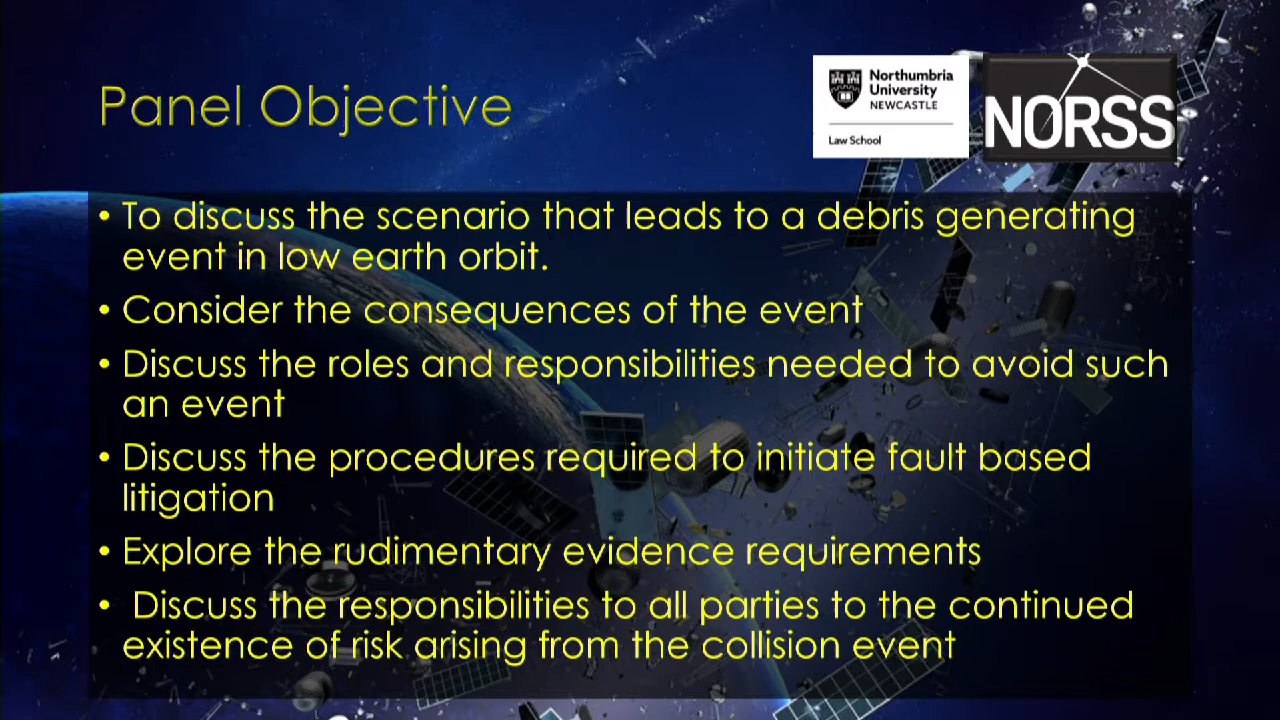 Panel Objective
Northumbria
University
NEWCASTLE
Law School
NORSS
• To discuss the scenario that leads to a debris generating
event in low earth orbit.
• Consider the consequences of the event
• Discuss the roles and responsibilities needed to avoid such
an event
• Discuss the procedures required to initiate fault based
litigation
• Explore the rudimentary evidence requirements
• Discuss the responsibilities to all parties to the continued
existence of risk arising from the collision event